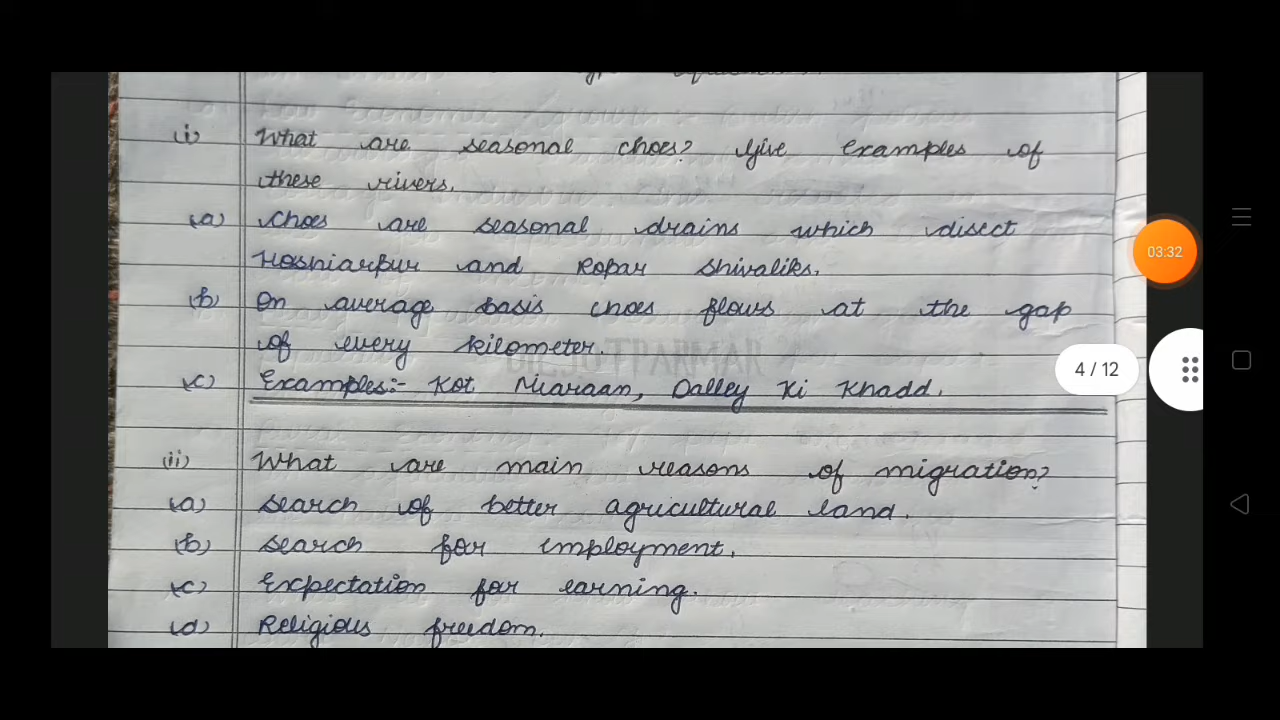 (i) What are seasonal choes? Give examples of
these rivers.
(a) Choes are seasonal drains which disect
Hoshiarpur and Ropar Shivaliks.
(b) On average basis choes flows at the gap
of every kilometer.
(c) Examples:- Kot Maraan, Dalley Ki Khadd.
(ii) What are main reasons of migration?
(a) Search of better agricultural land.
(b) Search for employment.
(c) Expectation for earning.
(d) Religious freedom.
03:32
4 / 12